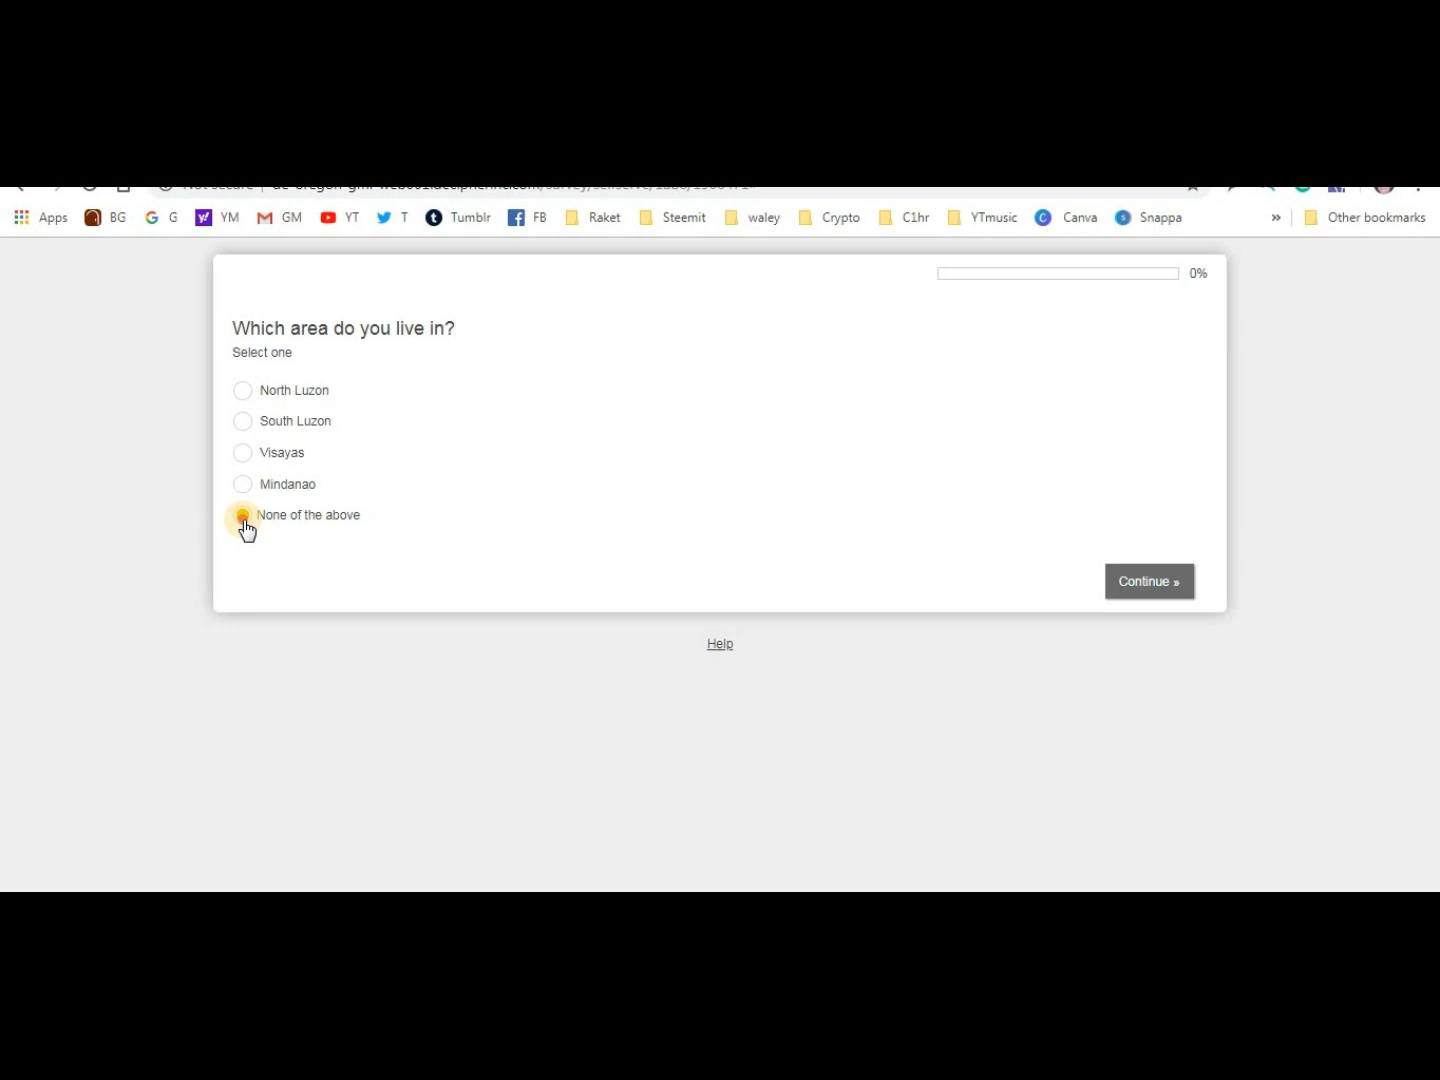 Apps BG G YM GM YT T Tumblr FB Raket Steemit waley Crypto C1hr YTmusic Canva Snappa » Other bookmarks
0%
Which area do you live in?
Select one
North Luzon
South Luzon
Visayas
Mindanao
None of the above
Continue »
Help